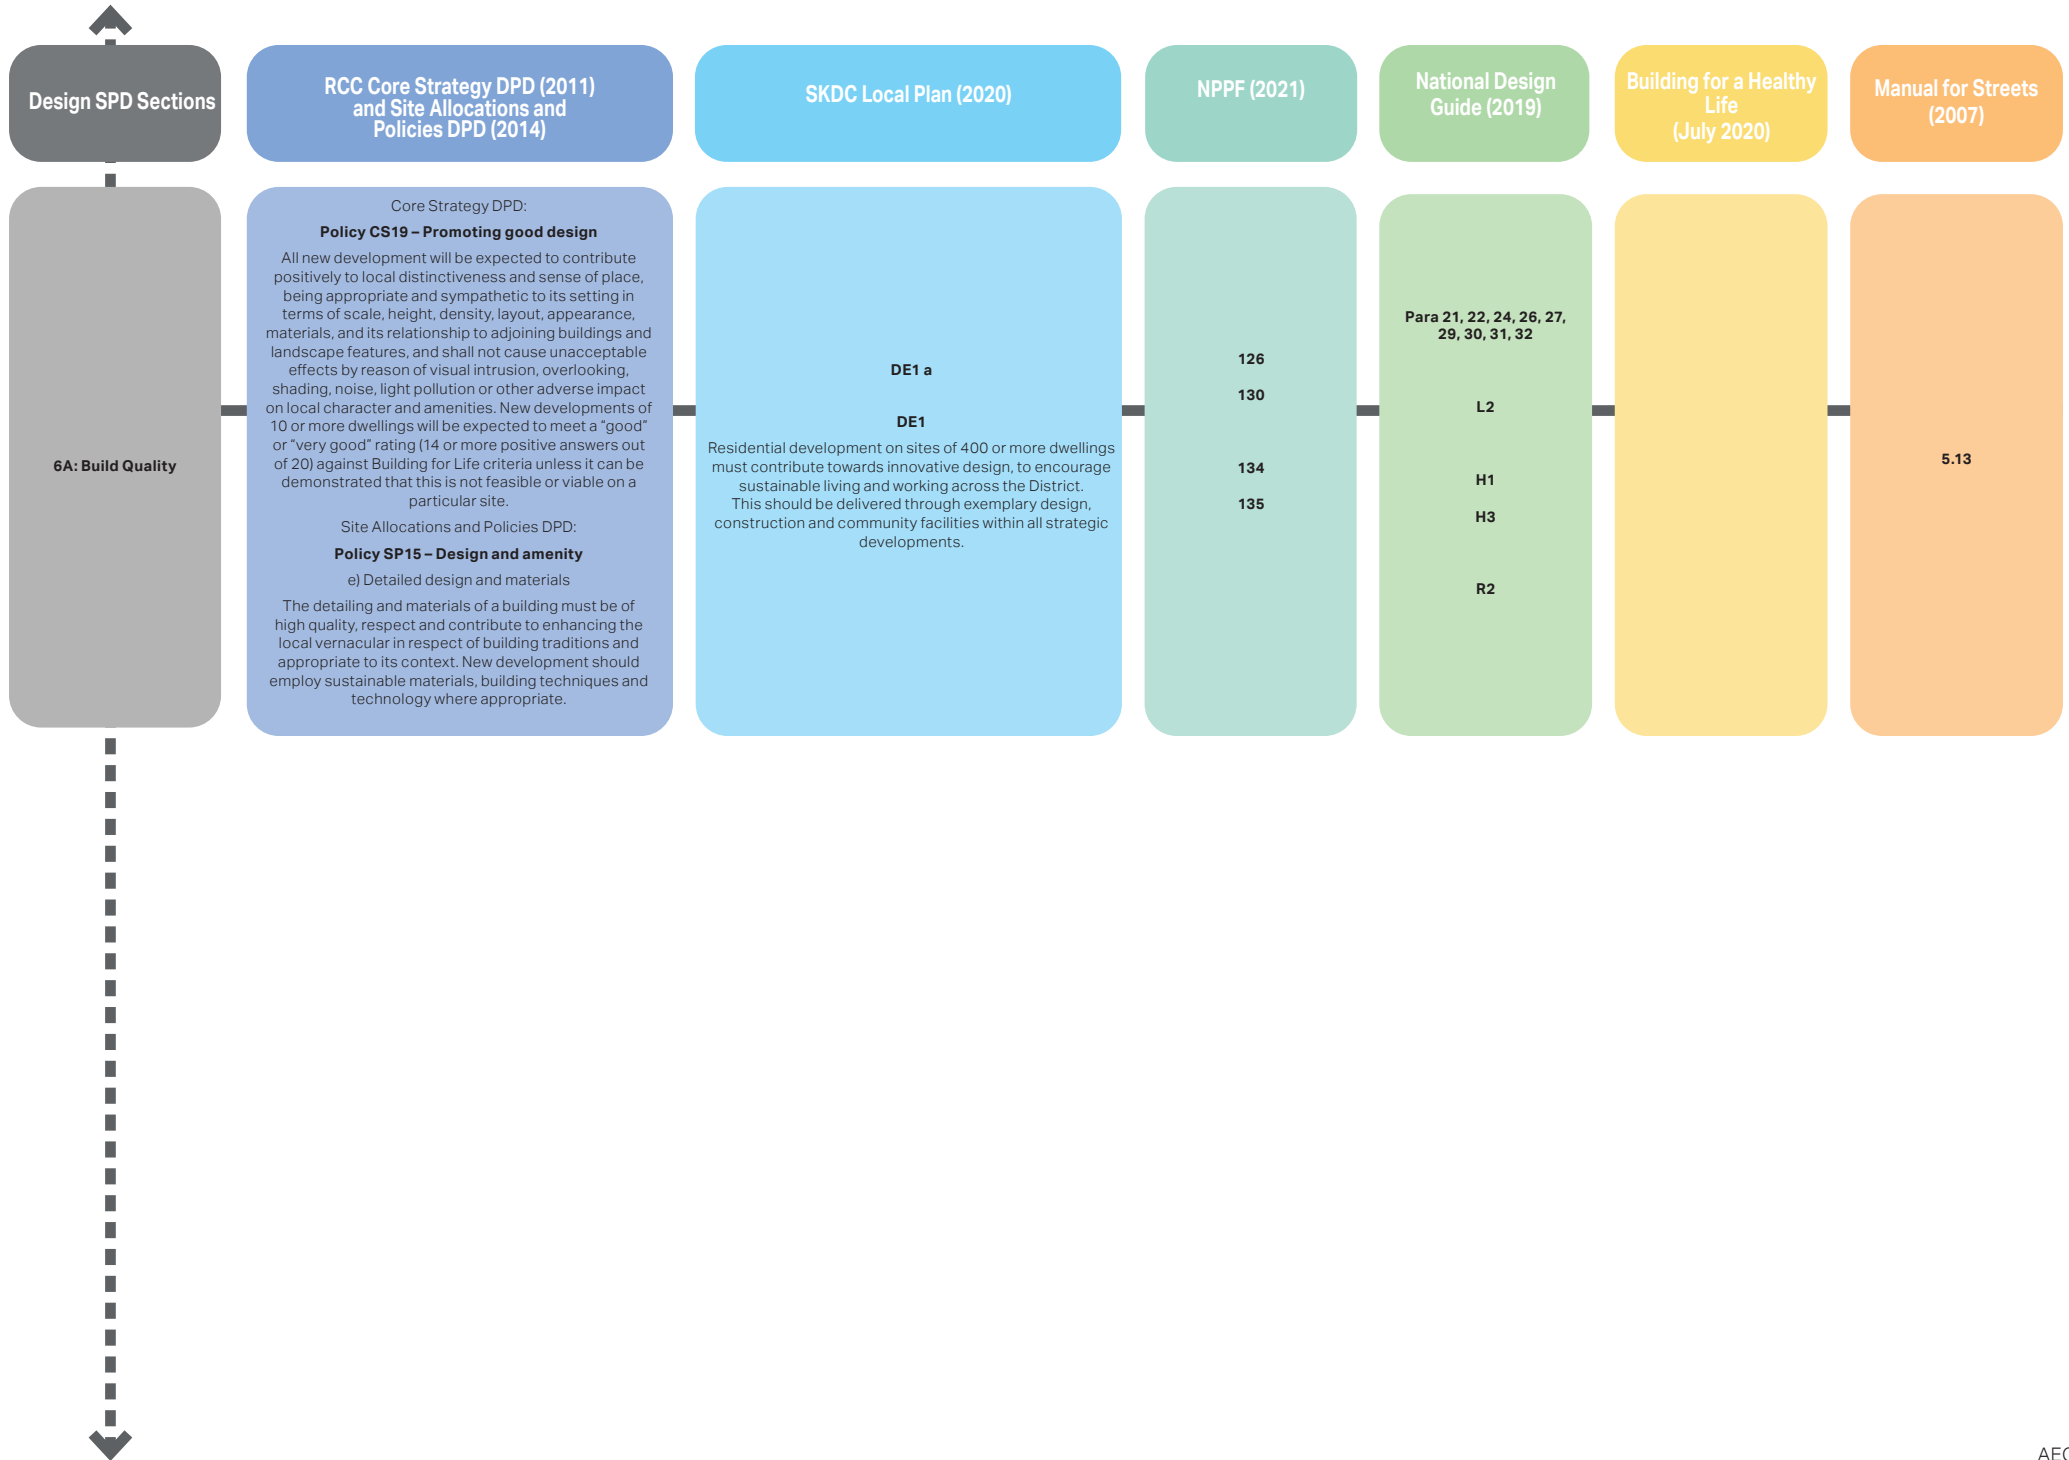 Design SPD Sections
RCC Core Strategy DPD (2011)
and Site Allocations and
Policies DPD (2014)
SKDC Local Plan (2020)
NPPF (2021)
National Design
Guide (2019)
Building for a Healthy
Life
(July 2020)
Manual for Streets
(2007)
6A: Build Quality
Core Strategy DPD:
Policy CS19 – Promoting good design
All new development will be expected to contribute
positively to local distinctiveness and sense of place,
being appropriate and sympathetic to its setting in
terms of scale, height, density, layout, appearance,
materials, and its relationship to adjoining buildings and
landscape features, and shall not cause unacceptable
effects by reason of visual intrusion, overlooking,
shading, noise, light pollution or other adverse impact
on local character and amenities. New developments of
10 or more dwellings will be expected to meet a “good”
or “very good” rating (14 or more positive answers out
of 20) against Building for Life criteria unless it can be
demonstrated that this is not feasible or viable on a
particular site.
Site Allocations and Policies DPD:
Policy SP15 – Design and amenity
e) Detailed design and materials
The detailing and materials of a building must be of
high quality, respect and contribute to enhancing the
local vernacular in respect of building traditions and
appropriate to its context. New development should
employ sustainable materials, building techniques and
technology where appropriate.
DE1 a
DE1
Residential development on sites of 400 or more dwellings
must contribute towards innovative design, to encourage
sustainable living and working across the District.
This should be delivered through exemplary design,
construction and community facilities within all strategic
developments.
126
130
134
135
Para 21, 22, 24, 26, 27,
29, 30, 31, 32
L2
H1
H3
R2
5.13